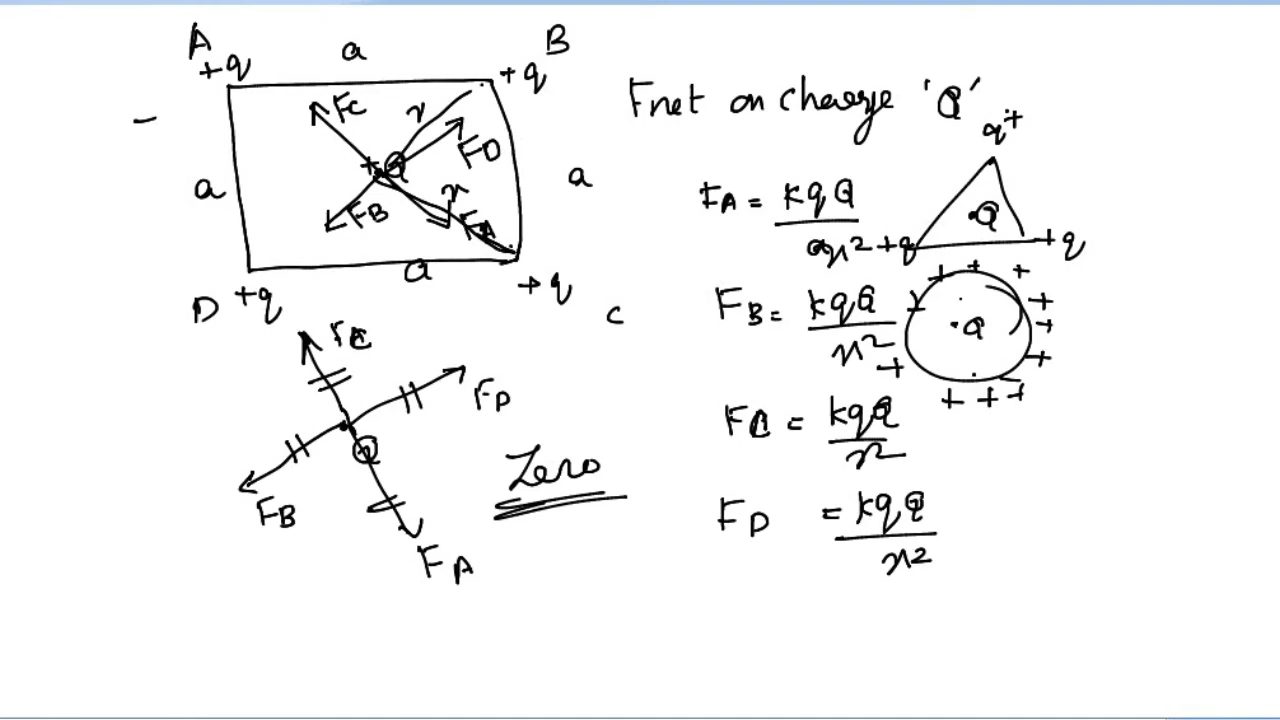 A
+q
a
B
+q
FC
r
+
Q
FD
a
a
FB
r
FA
a
D
+q
+q
C
Fnet on charge 'Q'
q+
FA = kqQ
r²
+q
Q
+q
FB = kqQ
r²
+ + +
+
+
+
+
+ + +
Q
FC
FD
Q
FB
FA
Zero
FC = kqQ
r²
FD = kqQ
r²